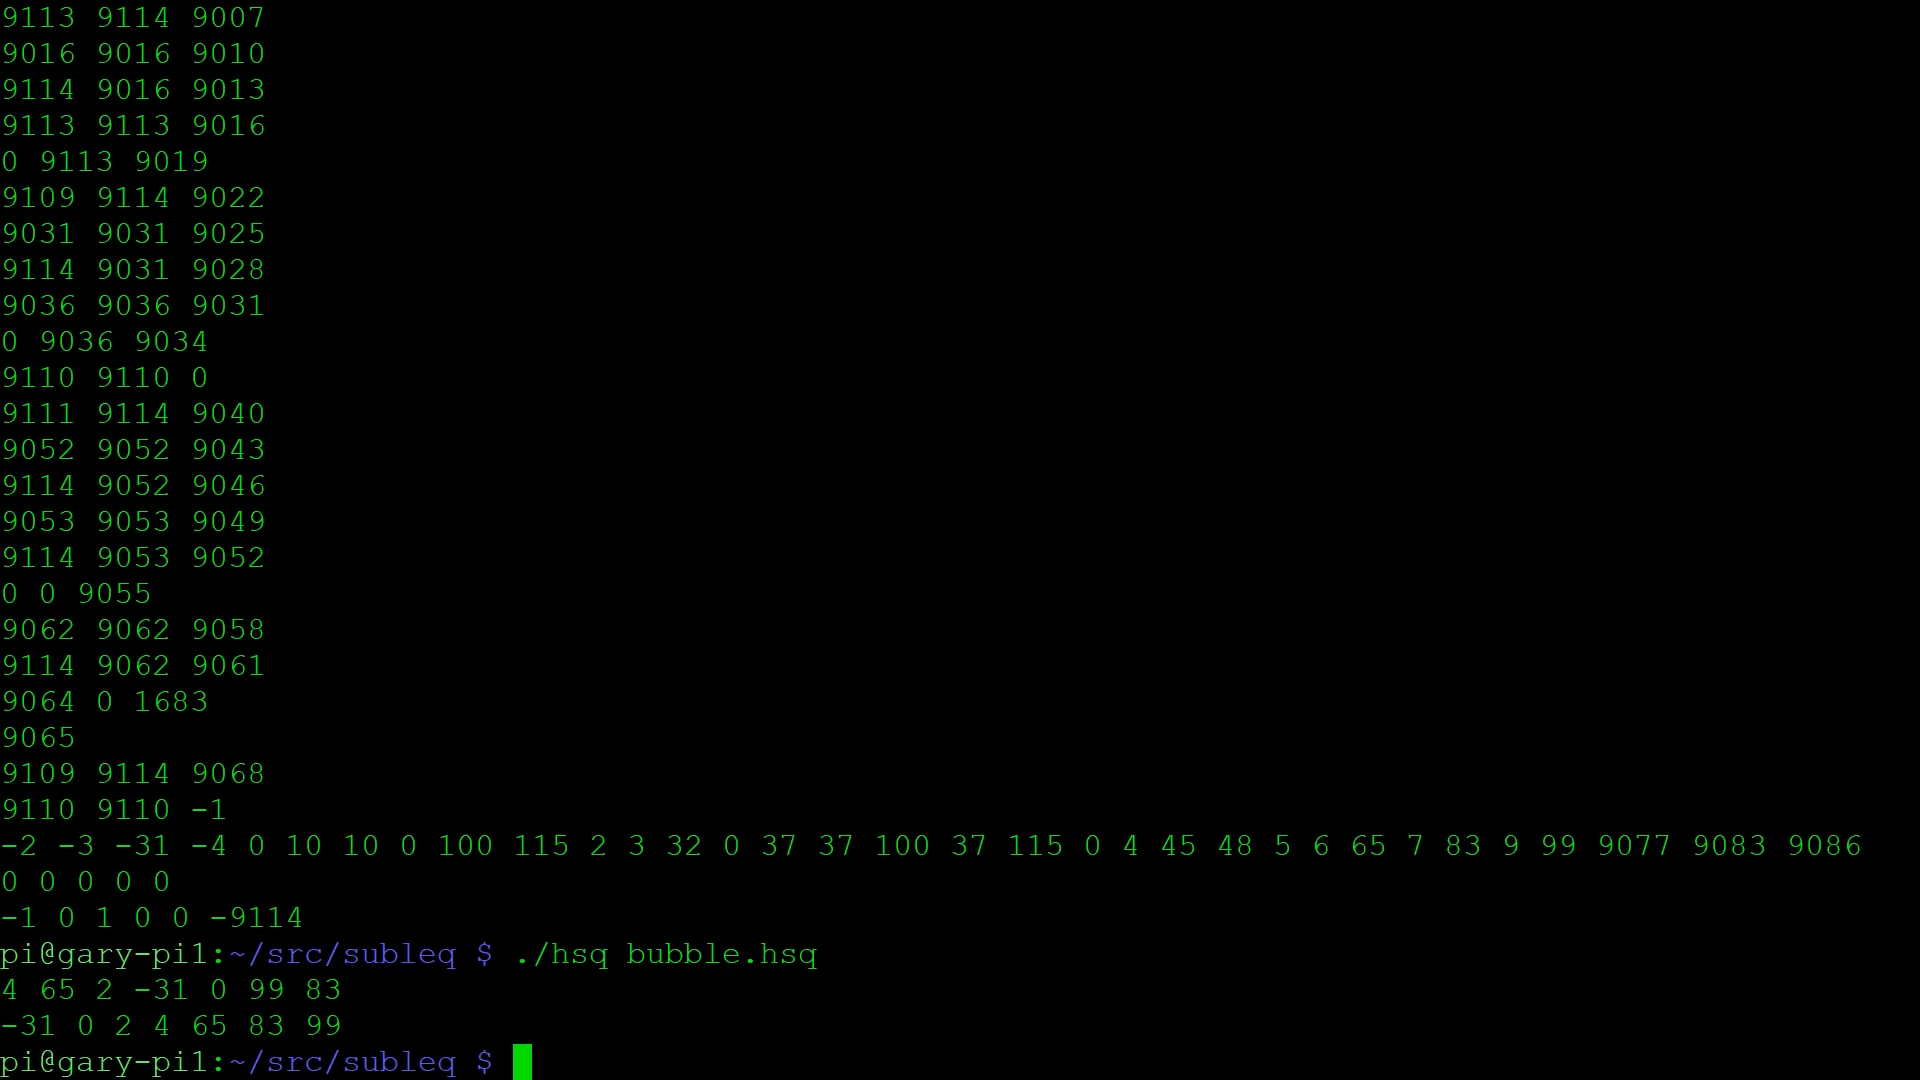 9113 9114 9007
9016 9016 9010
9114 9016 9013
9113 9113 9016
0 9113 9019
9109 9114 9022
9031 9031 9025
9114 9031 9028
9036 9036 9031
0 9036 9034
9110 9110 0
9111 9114 9040
9052 9052 9043
9114 9052 9046
9053 9053 9049
9114 9053 9052
0 0 9055
9062 9062 9058
9114 9062 9061
9064 0 1683
9065
9109 9114 9068
9110 9110 -1
-2 -3 -31 -4 0 10 10 0 100 115 2 3 32 0 37 37 100 37 115 0 4 45 48 5 6 65 7 83 9 99 9077 9083 9086
0 0 0 0 0
-1 0 1 0 0 -9114
pi@gary-pi1:~/src/subleq $ ./hsq bubble.hsq
4 65 2 -31 0 99 83
-31 0 2 4 65 83 99
pi@gary-pi1:~/src/subleq $